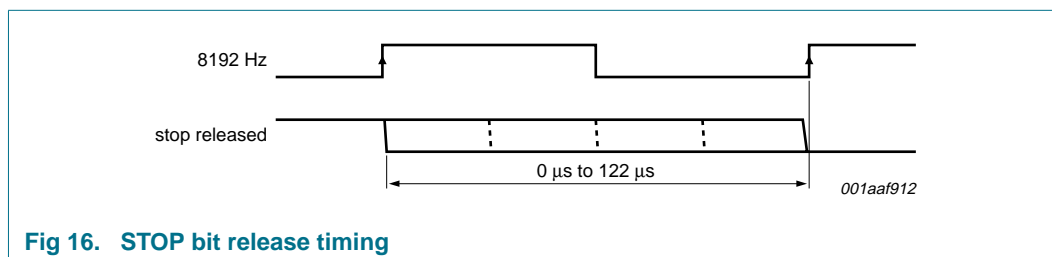 8192 Hz
stop released
0 μs to 122 μs
001aaf912
Fig 16. STOP bit release timing